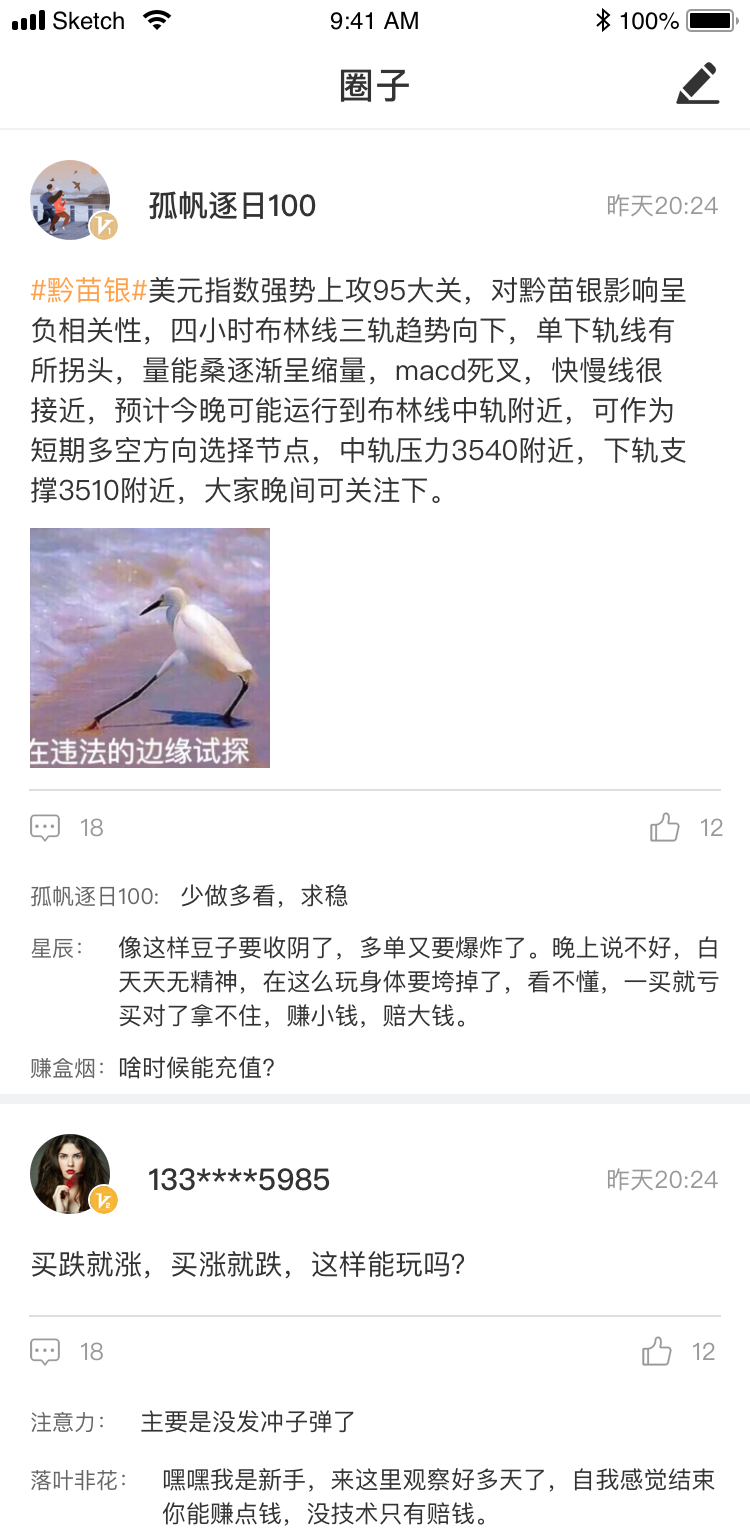 Sketch 9:41 AM 100%
圈子
孤帆逐日100 昨天20:24
#黔苗银#美元指数强势上攻95大关，对黔苗银影响呈
负相关性，四小时布林线三轨趋势向下，单下轨线有
所拐头，量能桑逐渐呈缩量，macd死叉，快慢线很
接近，预计今晚可能运行到布林线中轨附近，可作为
短期多空方向选择节点，中轨压力3540附近，下轨支
撑3510附近，大家晚间可关注下。
在违法的边缘试探
18 12
孤帆逐日100: 少做多看，求稳
星辰： 像这样豆子要收阴了，多单又要爆炸了。晚上说不好，白
天天无精神，在这么玩身体要垮掉了，看不懂，一买就亏
买对了拿不住，赚小钱，赔大钱。
赚盒烟： 啥时候能充值？
133****5985 昨天20:24
买跌就涨，买涨就跌，这样能玩吗？
18 12
注意力： 主要是没发冲子弹了
落叶非花： 嘿嘿我是新手，来这里观察好多天了，自我感觉结束
你能赚点钱，没技术只有赔钱。